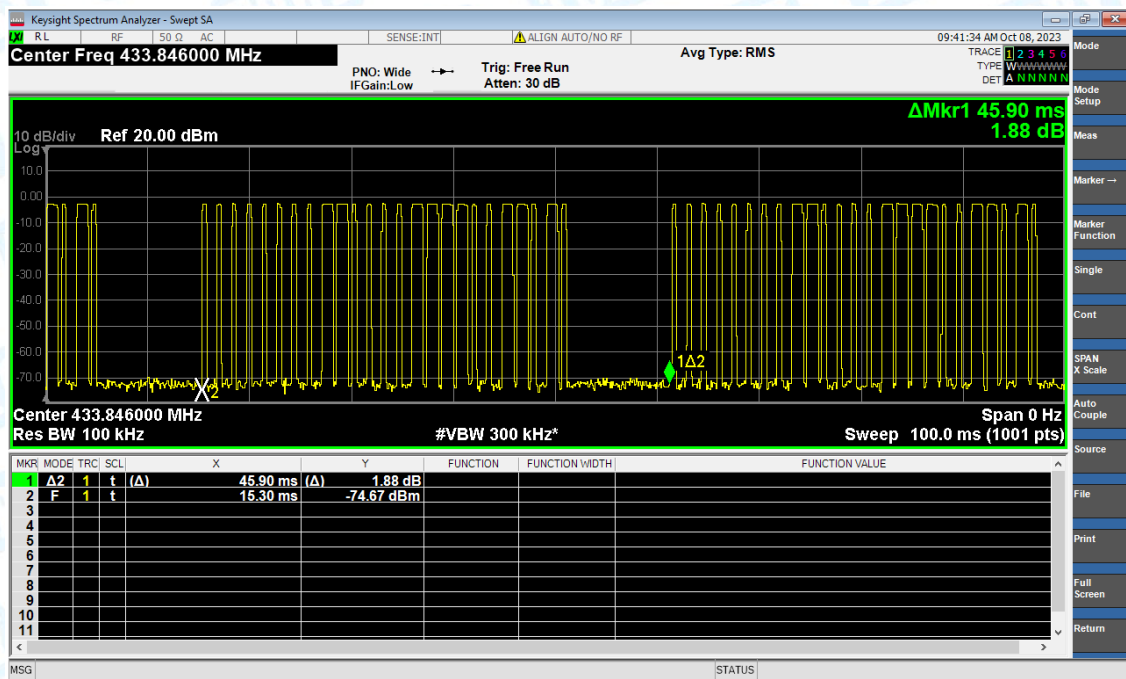 Keysight Spectrum Analyzer - Swept SA
LXI RL RF 50 Ω AC SENSE:INT ALIGN AUTO/NO RF 09:41:34 AM Oct 08, 2023
Center Freq 433.846000 MHz
PNO: Wide
IFGain:Low
Trig: Free Run
Atten: 30 dB
Avg Type: RMS
TRACE 1 2 3 4 5 6
TYPE W W W W W W
DET A N N N N N
ΔMkr1 45.90 ms
1.88 dB
10 dB/div Ref 20.00 dBm
Log
10.0
0.00
-10.0
-20.0
-30.0
-40.0
-50.0
-60.0
-70.0
1Δ2
2
Center 433.846000 MHz Span 0 Hz
Res BW 100 kHz #VBW 300 kHz* Sweep 100.0 ms (1001 pts)
MKR MODE TRC SCL X Y FUNCTION FUNCTION WIDTH FUNCTION VALUE
1 Δ2 1 t (Δ) 45.90 ms (Δ) 1.88 dB
2 F 1 t 15.30 ms -74.67 dBm
3
4
5
6
7
8
9
10
11
MSG STATUS
Mode
Mode
Setup
Meas
Marker →
Marker
Function
Single
Cont
SPAN
X Scale
Auto
Couple
Source
File
Print
Full
Screen
Return